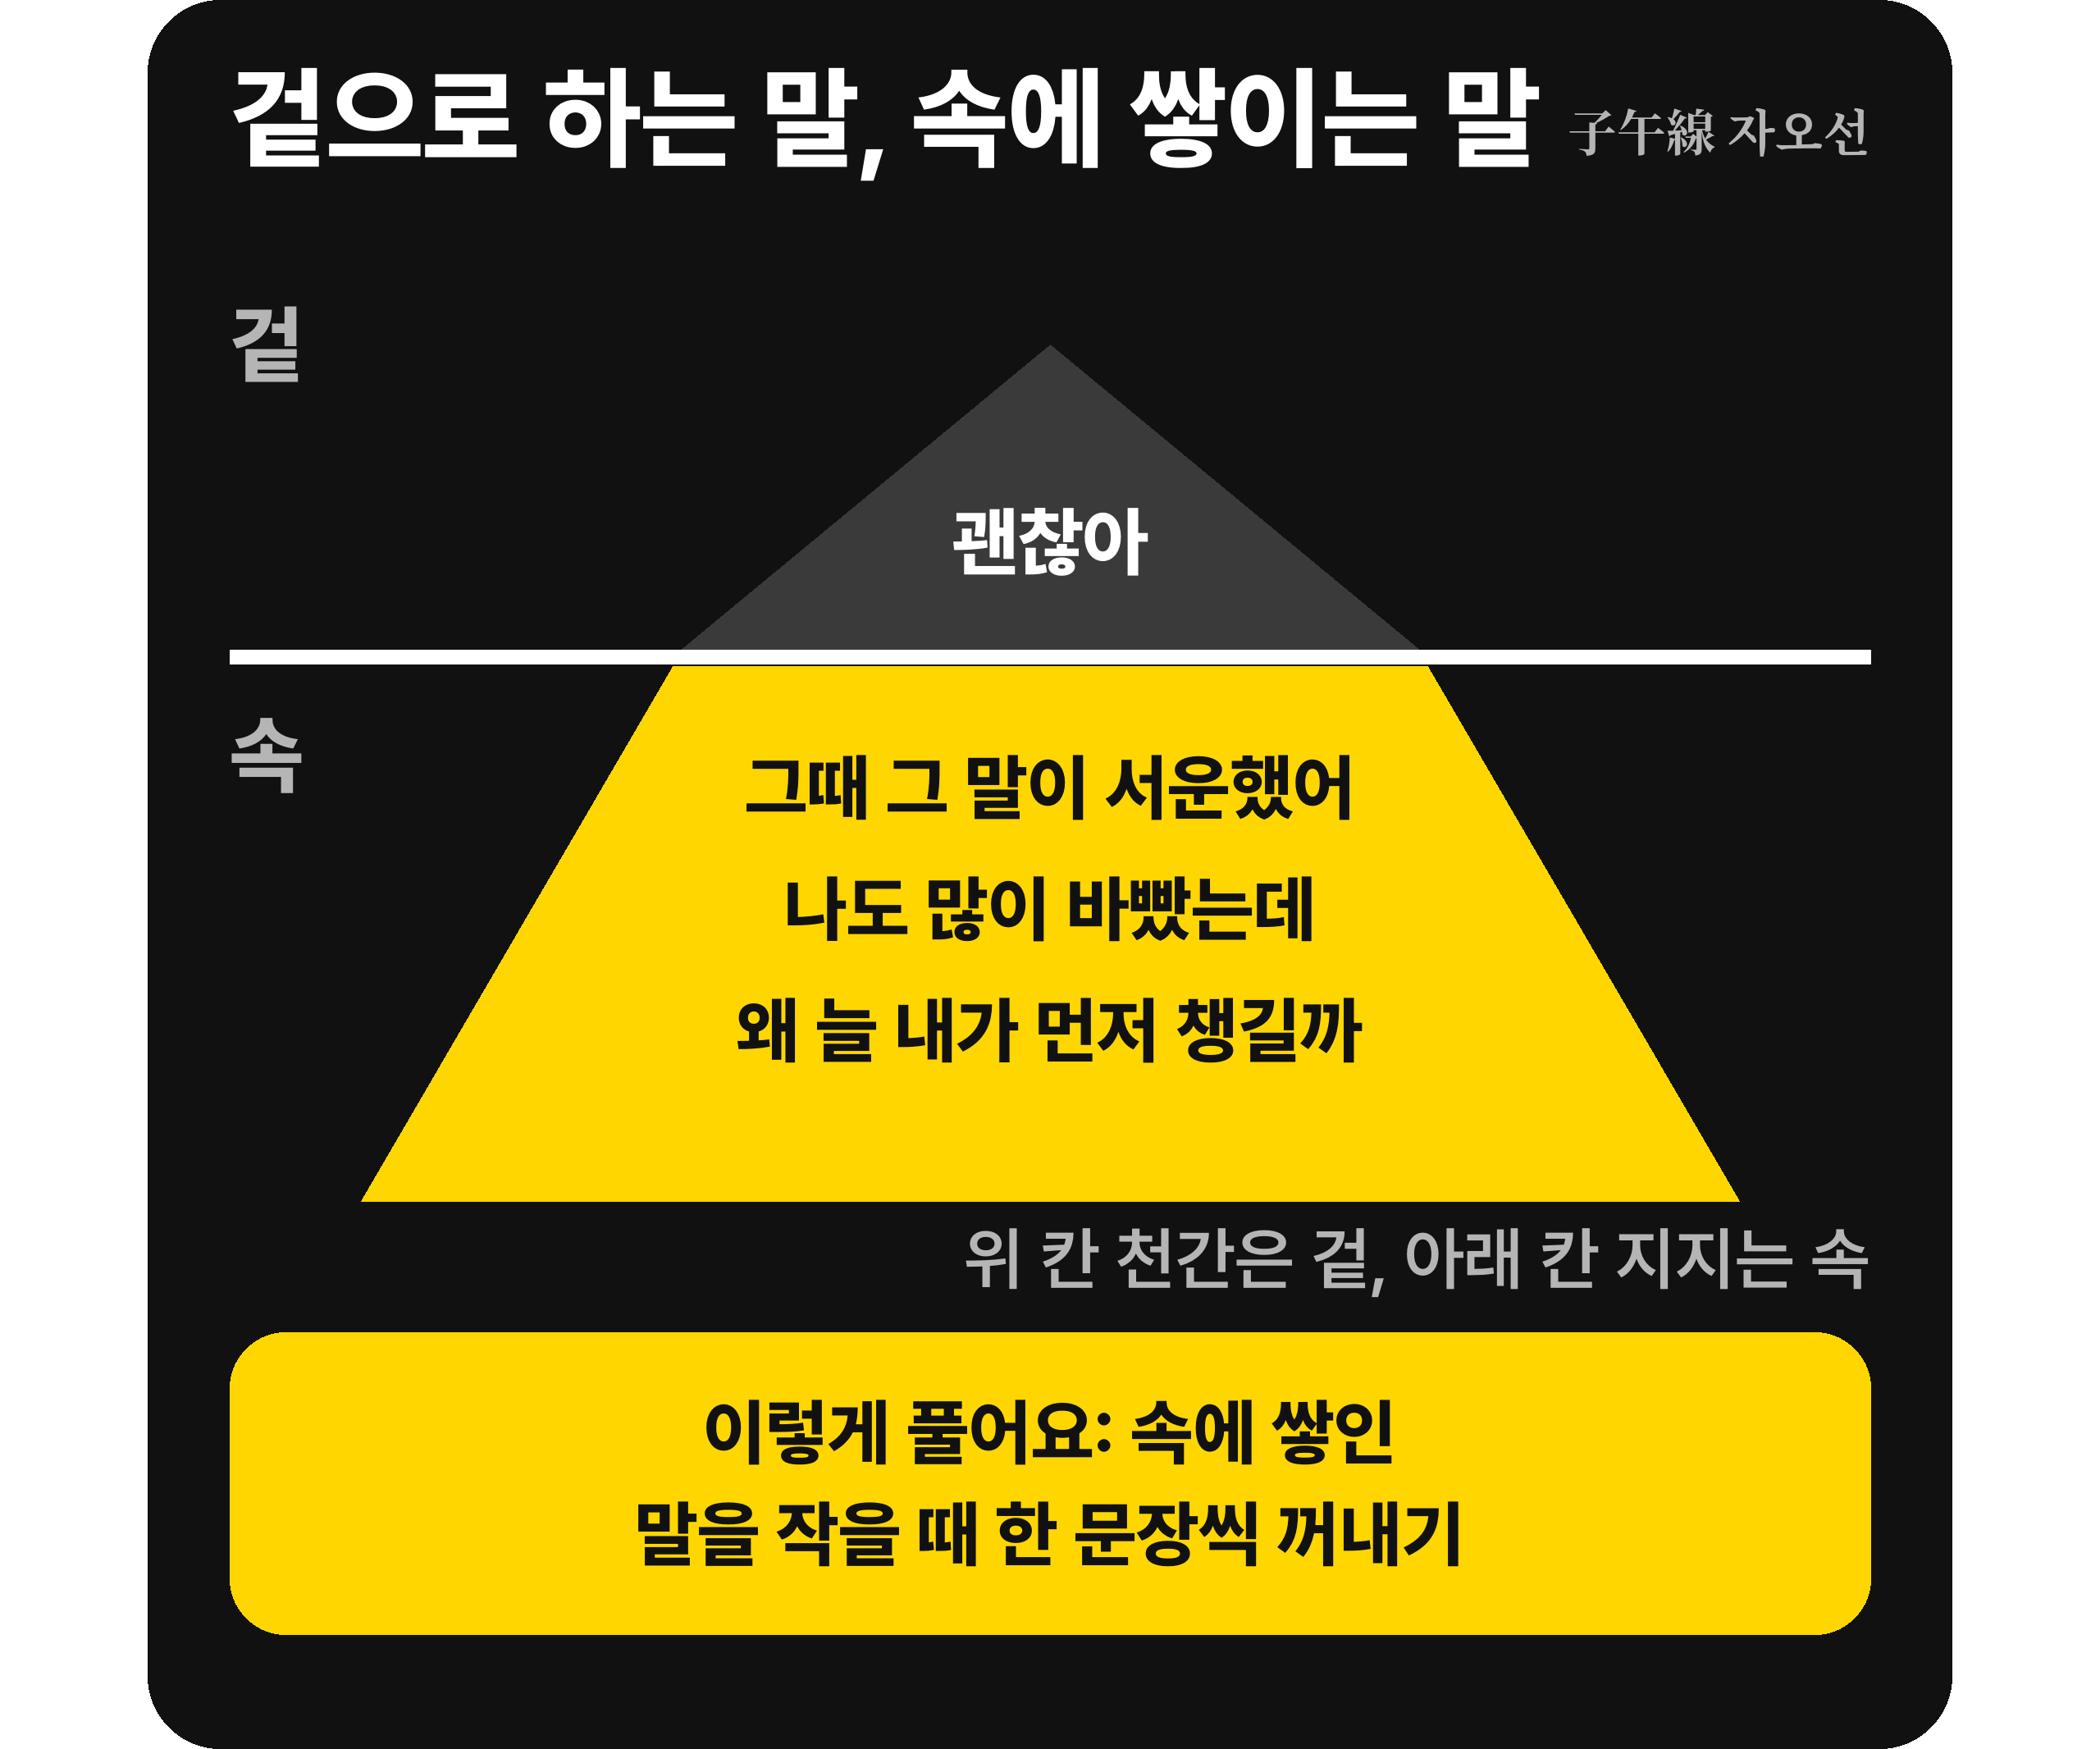 겉으로 하는 말, 속에 쌓이는 말
子午線 자오선
겉
괜찮아
속
그때 그 말이 서운했어
나도 많이 바빴는데
왜 늘 내가 먼저 챙길까
위 칸 천간은 겉, 아래 칸 지지는 속
이렇게 풀어요: 속에 쌓인
말을 작을 때 한 문장씩 꺼내기